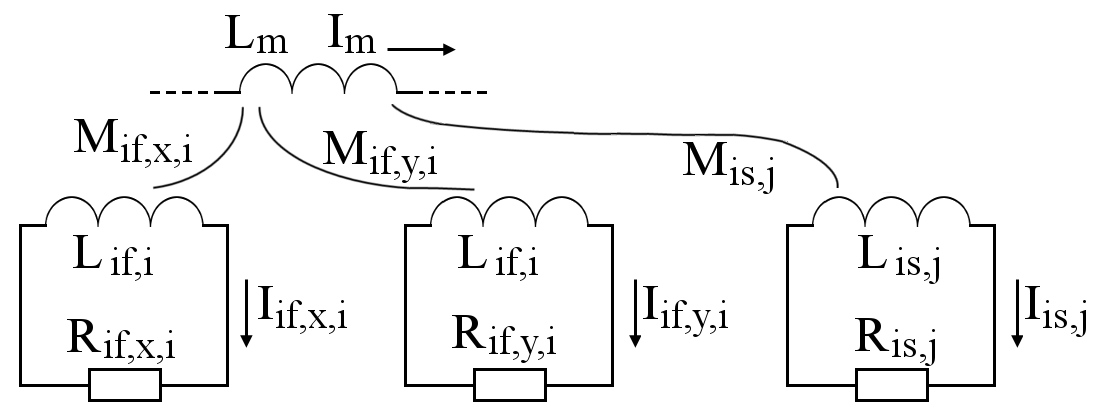 Lm Im
Mif,x,i
Mif,y,i
Mis,j
Lif,i
Lif,i
Lis,j
Iif,x,i
Iif,y,i
Iis,j
Rif,x,i
Rif,y,i
Ris,j